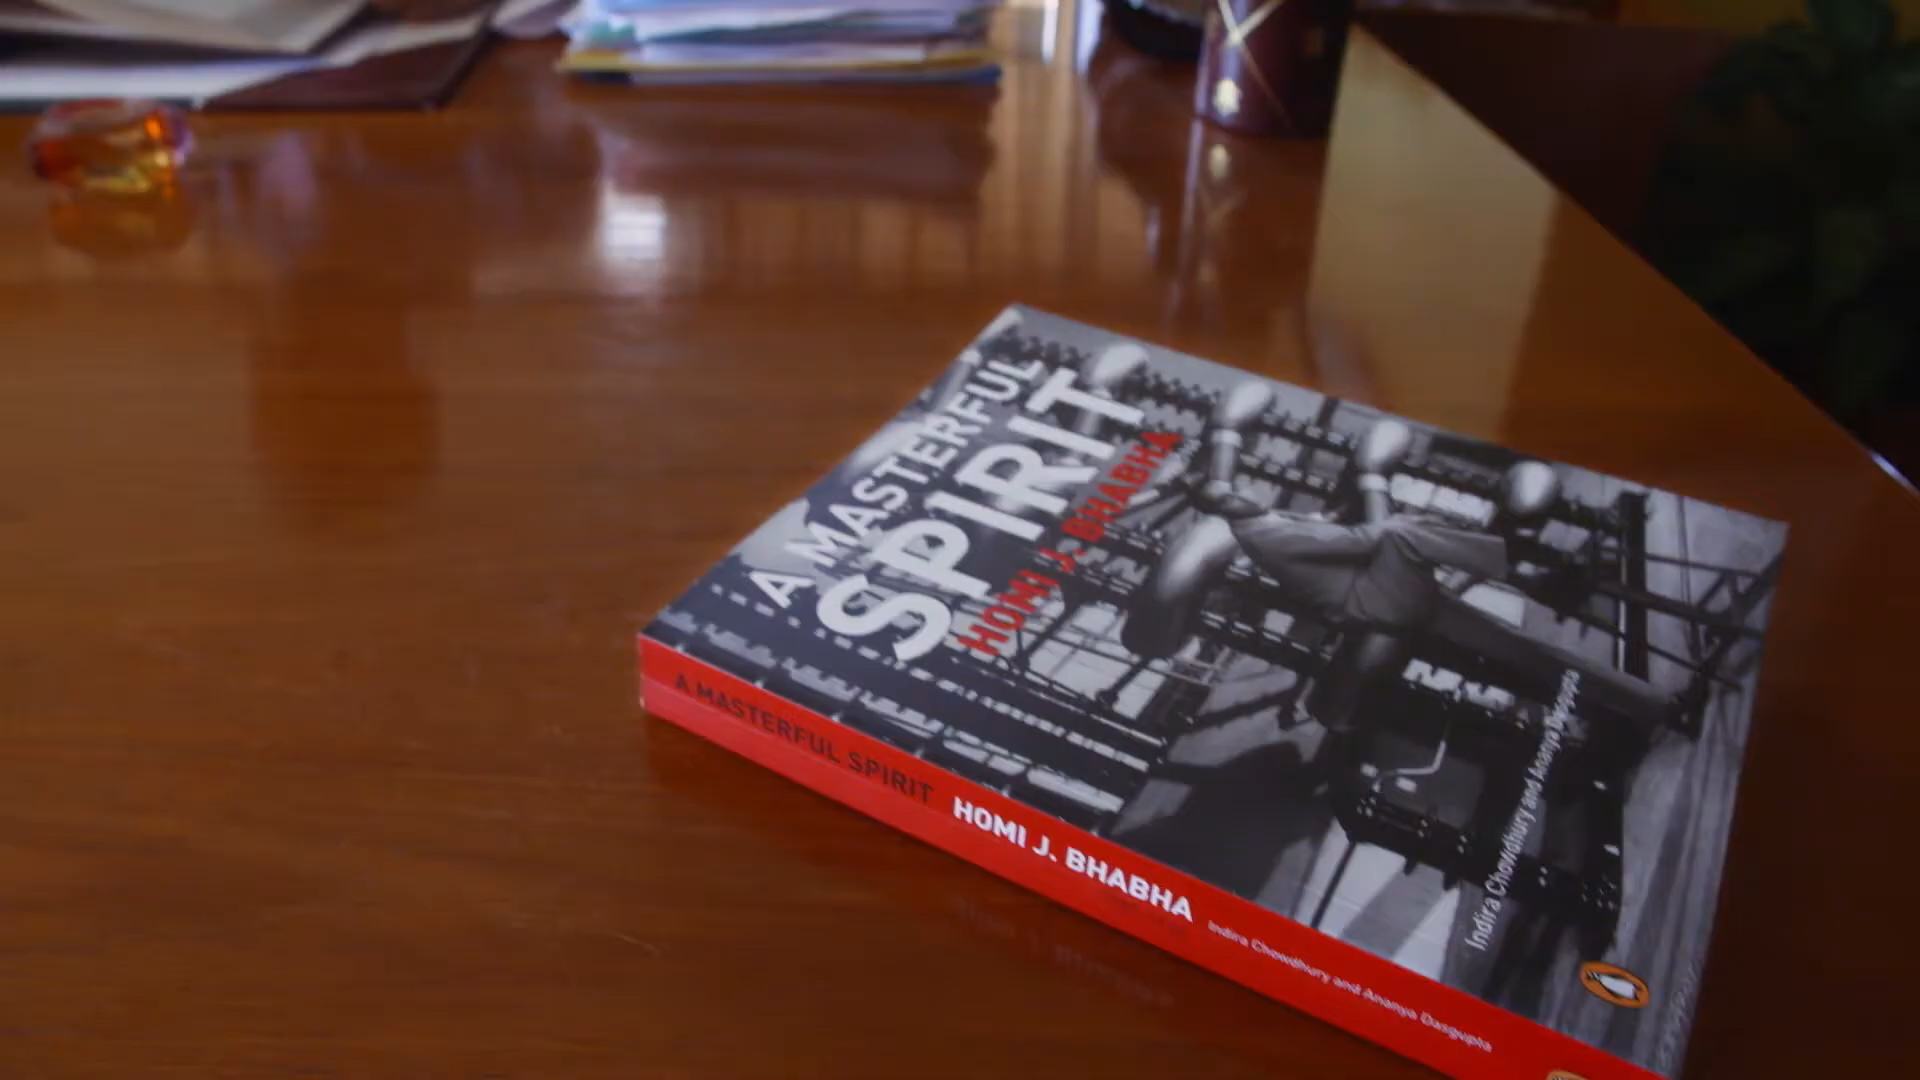 A MASTERFUL
SPIRIT
HOMI J. BHABHA
Indira Chowdhury and Ananya Dasgupta
A MASTERFUL SPIRIT HOMI J. BHABHA Indira Chowdhury and Ananya Dasgupta